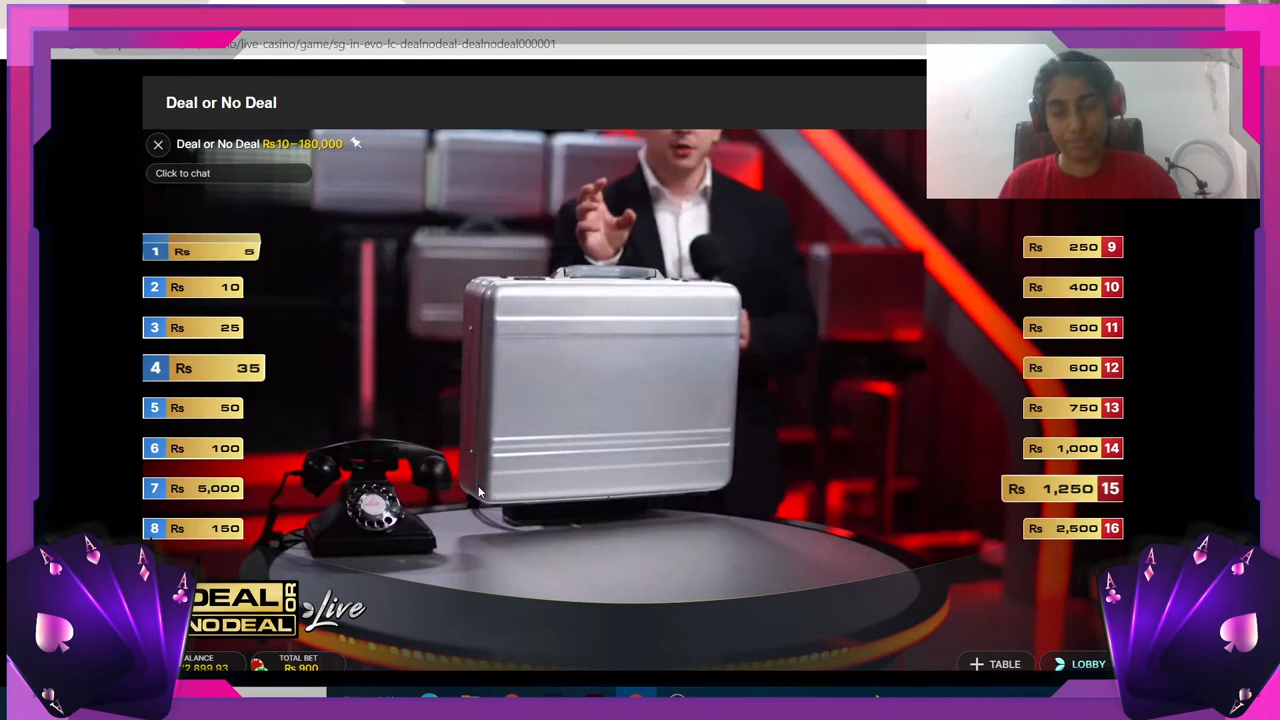 o/live-casino/game/sg-in-evo-lc-dealnodeal-dealnodeal000001
Deal or No Deal
Deal or No Deal Rs10–180,000
Click to chat
1 Rs 5
2 Rs 10
3 Rs 25
4 Rs 35
5 Rs 50
6 Rs 100
7 Rs 5,000
8 Rs 150
Rs 250 9
Rs 400 10
Rs 500 11
Rs 600 12
Rs 750 13
Rs 1,000 14
Rs 1,250 15
Rs 2,500 16
DEAL OR NO DEAL Live
ALANCE
2 899.93
TOTAL BET
Rs 900
TABLE
LOBBY
A A A A
A A A A